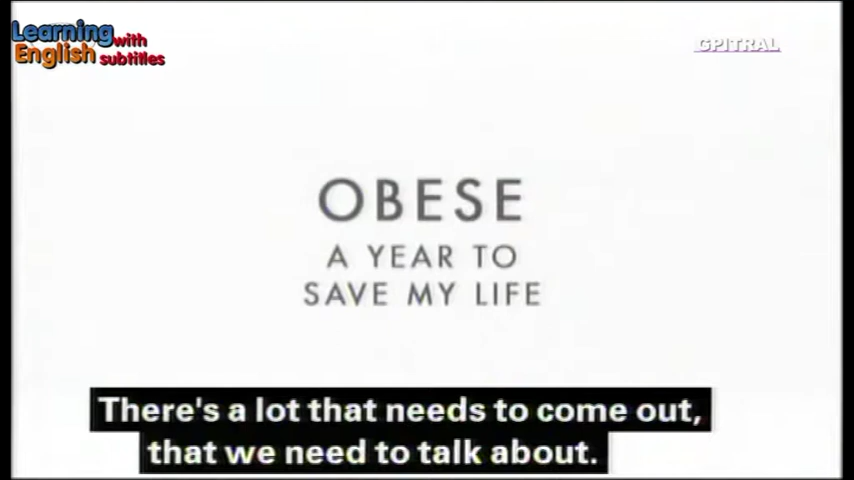 Learning
English with
subtitles
GPITRAL
OBESE
A YEAR TO
SAVE MY LIFE
There's a lot that needs to come out,
that we need to talk about.